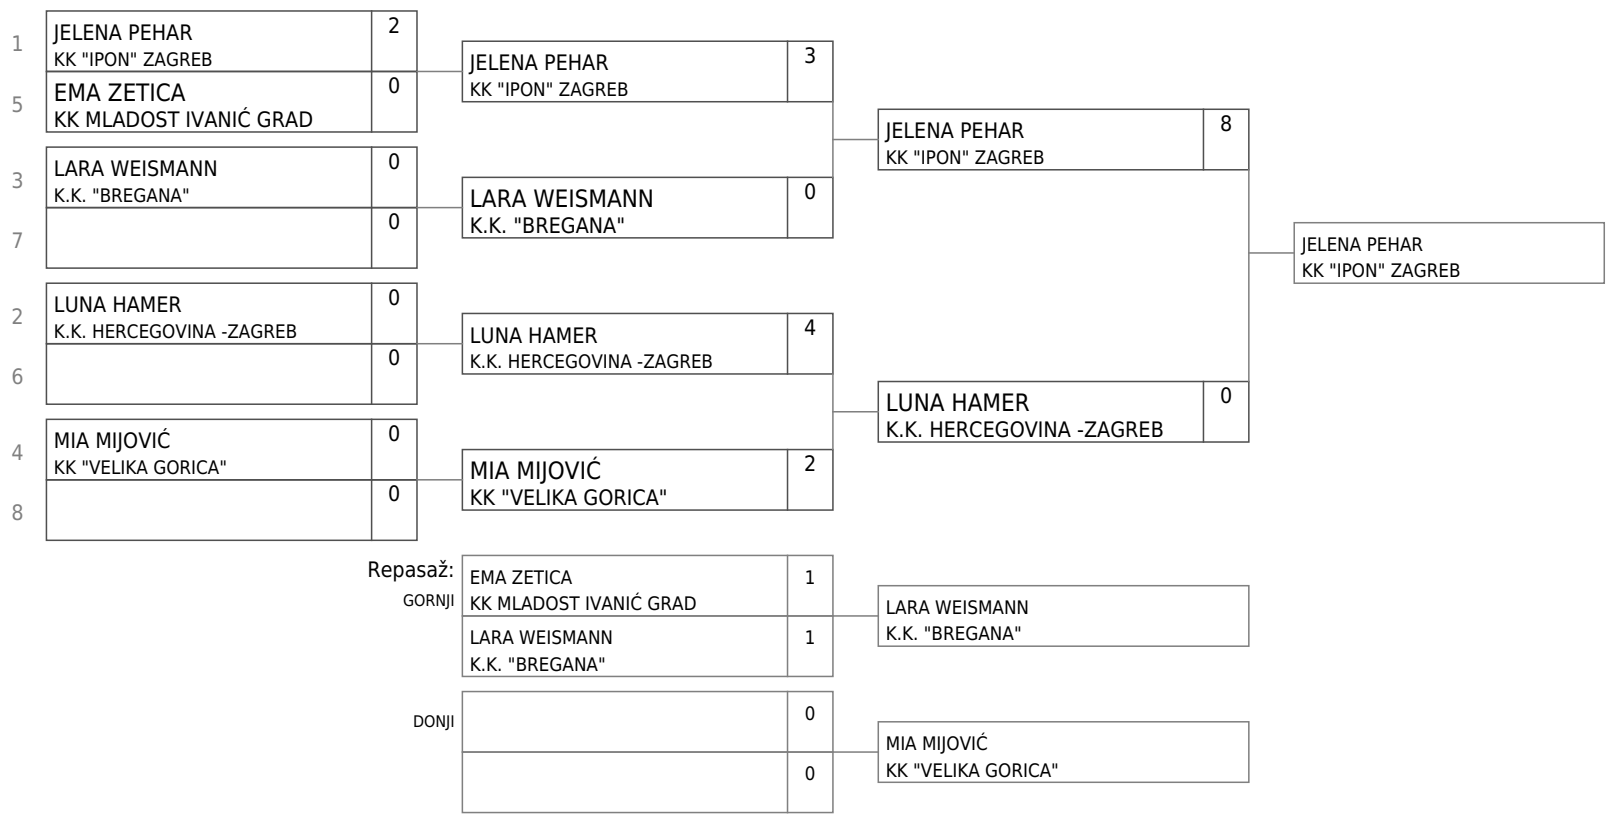 1
JELENA PEHAR
KK "IPON" ZAGREB
2
5
EMA ZETICA
KK MLADOST IVANIĆ GRAD
0
3
LARA WEISMANN
K.K. "BREGANA"
0
7
0
2
LUNA HAMER
K.K. HERCEGOVINA -ZAGREB
0
6
0
4
MIA MIJOVIĆ
KK "VELIKA GORICA"
0
8
0
JELENA PEHAR
KK "IPON" ZAGREB
3
LARA WEISMANN
K.K. "BREGANA"
0
LUNA HAMER
K.K. HERCEGOVINA -ZAGREB
4
MIA MIJOVIĆ
KK "VELIKA GORICA"
2
JELENA PEHAR
KK "IPON" ZAGREB
8
LUNA HAMER
K.K. HERCEGOVINA -ZAGREB
0
JELENA PEHAR
KK "IPON" ZAGREB
Repasaž:
GORNJI
EMA ZETICA
KK MLADOST IVANIĆ GRAD
1
LARA WEISMANN
K.K. "BREGANA"
1
LARA WEISMANN
K.K. "BREGANA"
DONJI
0
0
MIA MIJOVIĆ
KK "VELIKA GORICA"